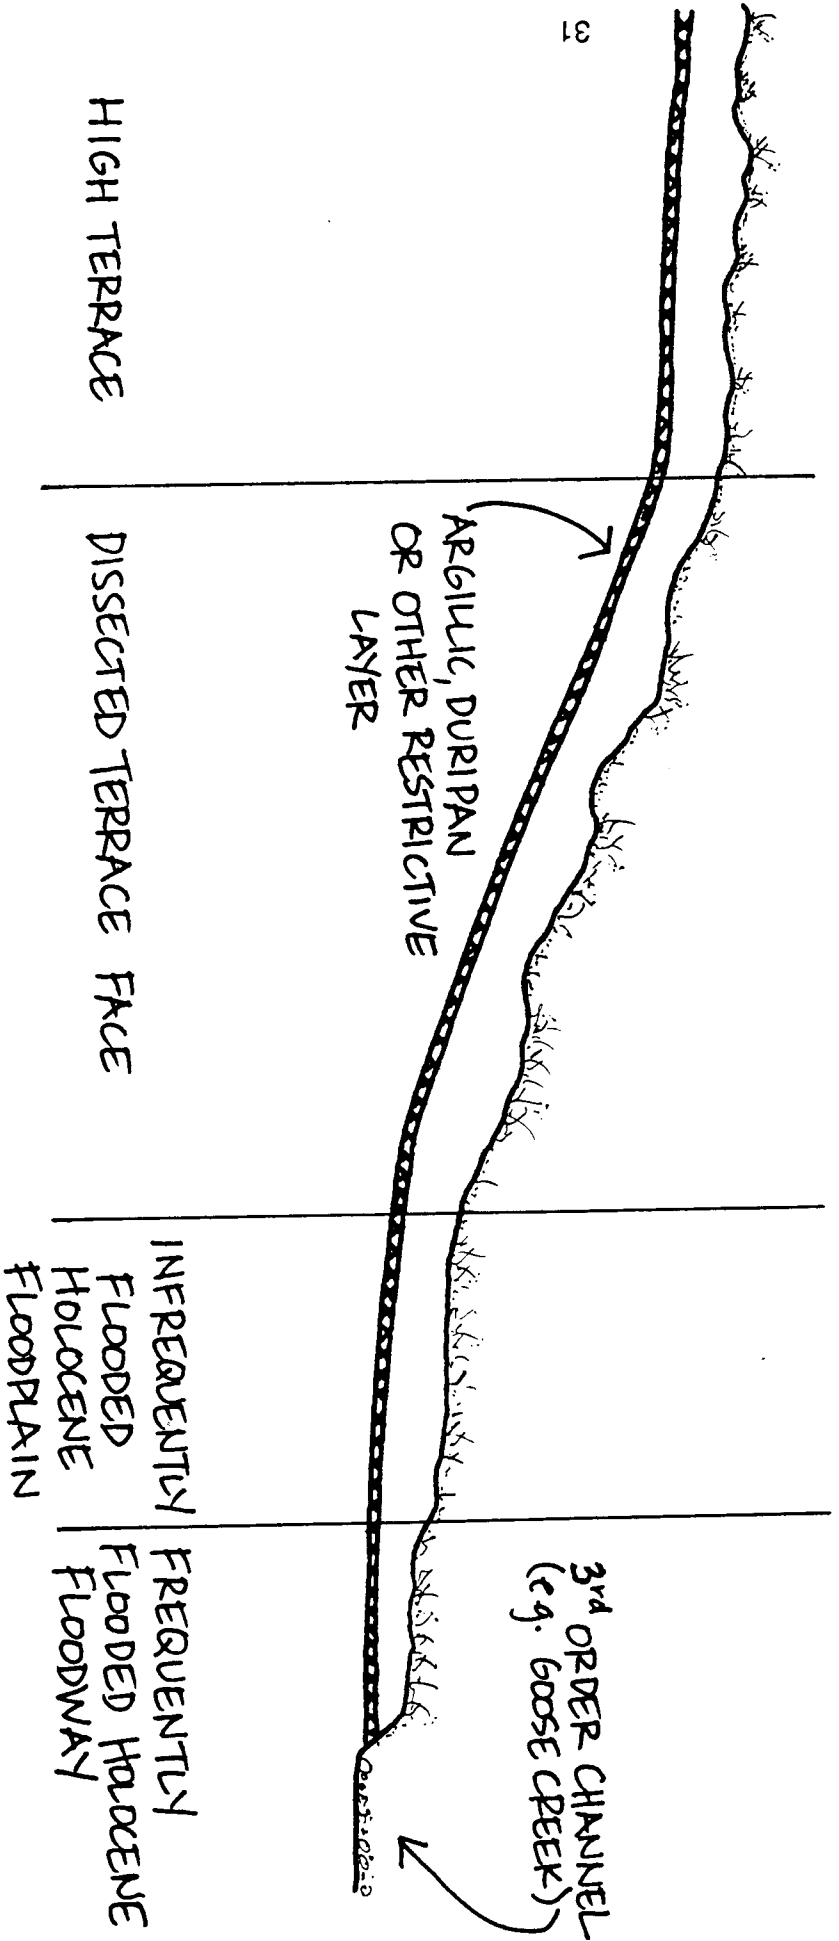 31
HIGH TERRACE
DISSECTED TERRACE FACE
ARGILLIC, DURIPAN
OR OTHER RESTRICTIVE
LAYER
INFREQUENTLY
FLOODED
HOLOCENE
FLOODPLAIN
FREQUENTLY
FLOODED HOLOCENE
FLOODWAY
3rd ORDER CHANNEL
(e.g. GOOSE CREEK)